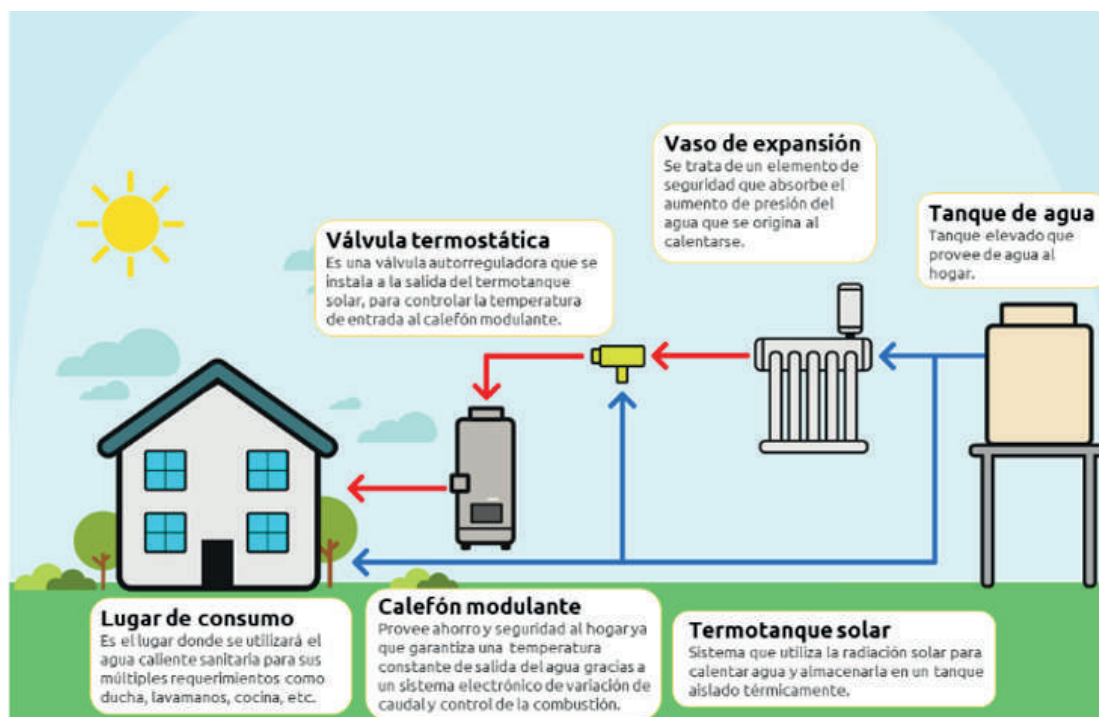 Vaso de expansión
Se trata de un elemento de
seguridad que absorbe el
aumento de presión del
agua que se origina al
calentarse.
Tanque de agua
Tanque elevado que
provee de agua al
hogar.
Válvula termostática
Es una válvula autorreguladora que se
instala a la salida del termotanque
solar, para controlar la temperatura
de entrada al calefón modulante.
Lugar de consumo
Es el lugar donde se utilizará el
agua caliente sanitaria para sus
múltiples requerimientos como
ducha, lavamanos, cocina, etc.
Calefón modulante
Provee ahorro y seguridad al hogar ya
que garantiza una temperatura
constante de salida del agua gracias a
un sistema electrónico de variación de
caudal y control de la combustión.
Termotanque solar
Sistema que utiliza la radiación solar para
calentar agua y almacenarla en un tanque
aislado térmicamente.